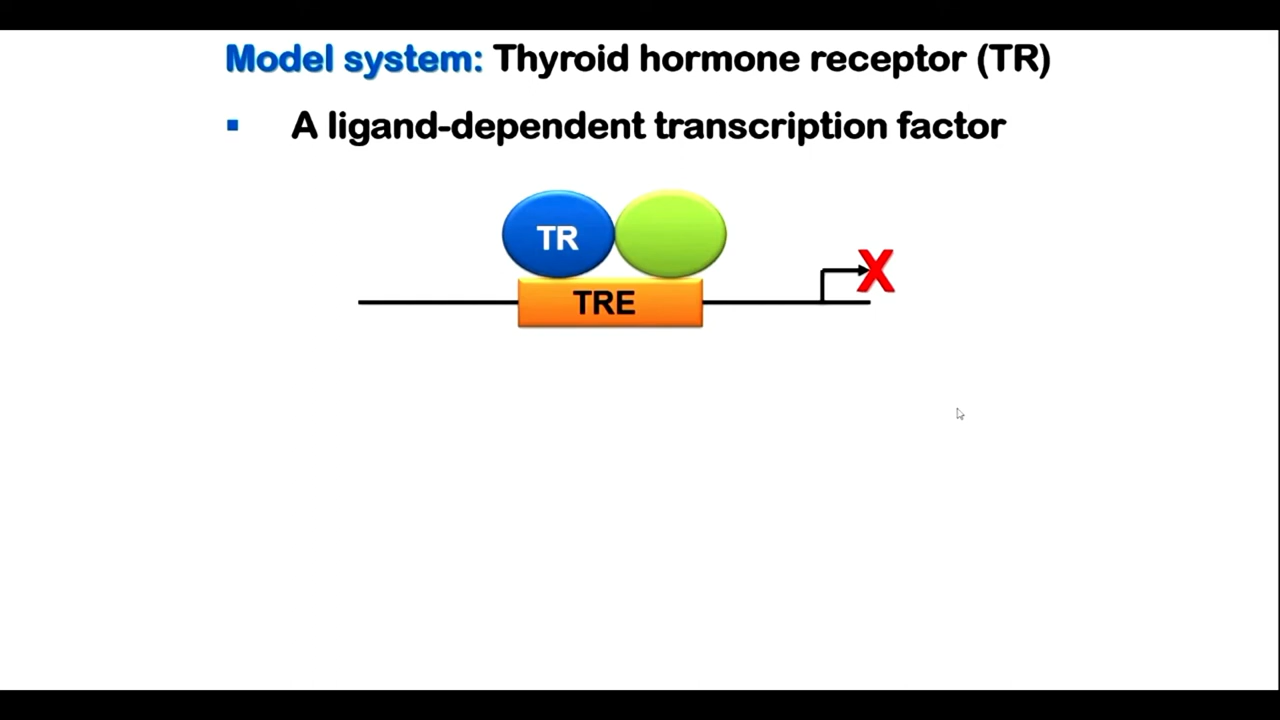 Model system: Thyroid hormone receptor (TR)
▪ A ligand-dependent transcription factor
TR
X
TRE